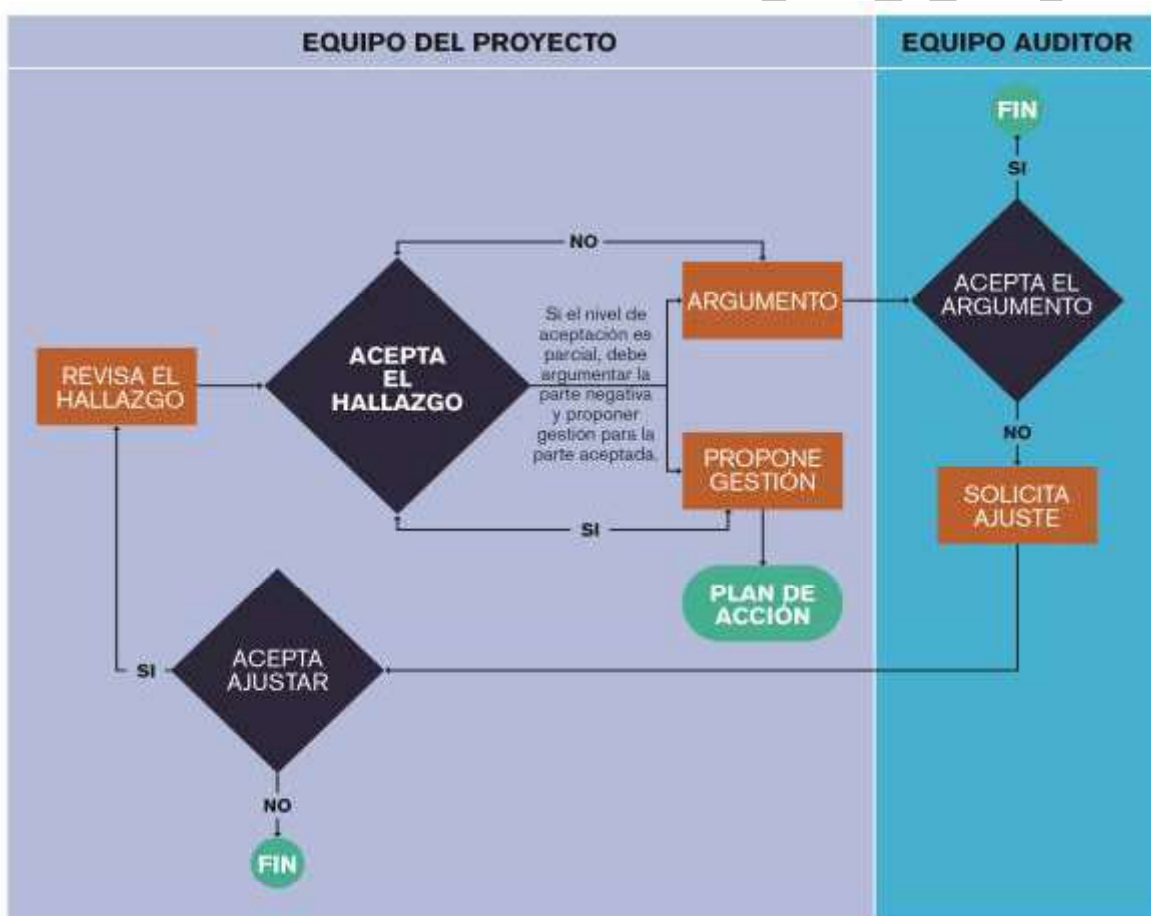 EQUIPO DEL PROYECTO
EQUIPO AUDITOR
FIN
SI
NO
ACEPTA EL
ARGUMENTO
ARGUMENTO
Si el nivel de
aceptación es
parcial, debe
argumentar la
parte negativa
y proponer
gestión para la
parte aceptada.
ACEPTA
EL
HALLAZGO
REVISA EL
HALLAZGO
NO
PROPONE
GESTIÓN
SOLICITA
AJUSTE
SI
PLAN DE
ACCIÓN
ACEPTA
AJUSTAR
SI
NO
FIN